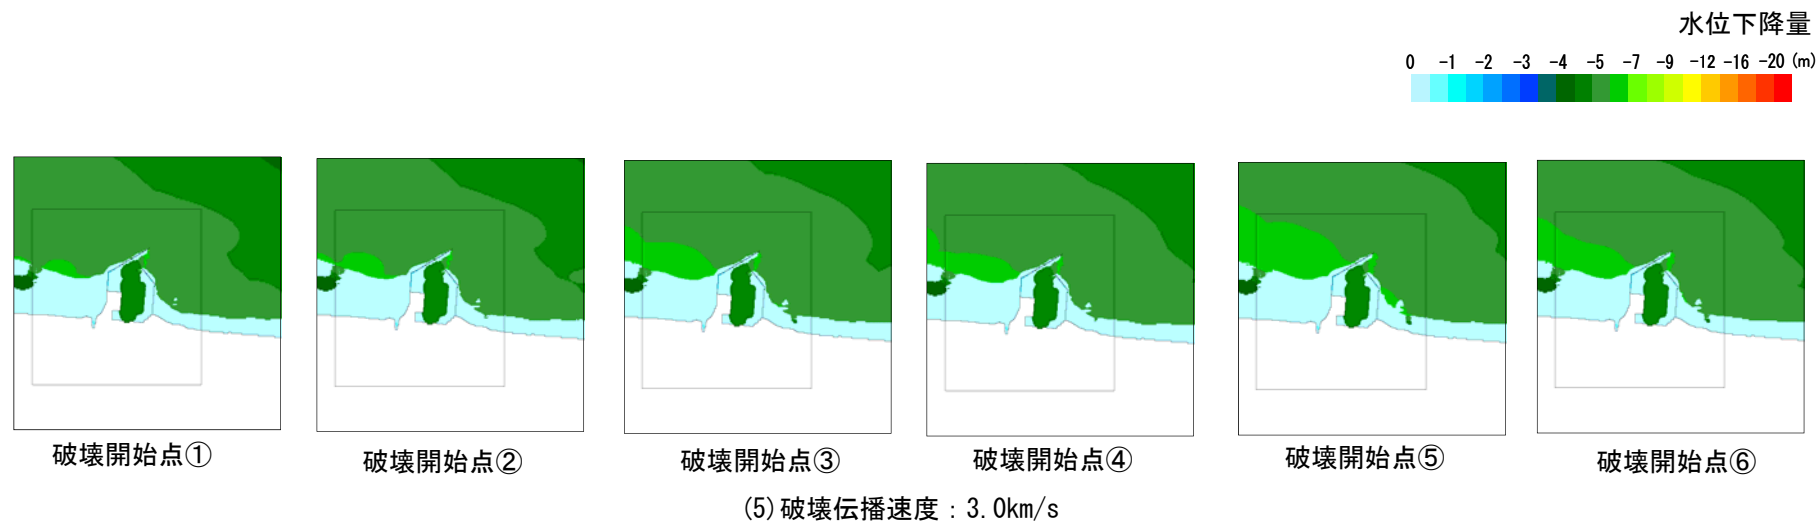 水位下降量
0 -1 -2 -3 -4 -5 -7 -9 -12 -16 -20 (m)
破壊開始点① 破壊開始点② 破壊開始点③ 破壊開始点④ 破壊開始点⑤ 破壊開始点⑥
(5)破壊伝播速度：3.0km/s